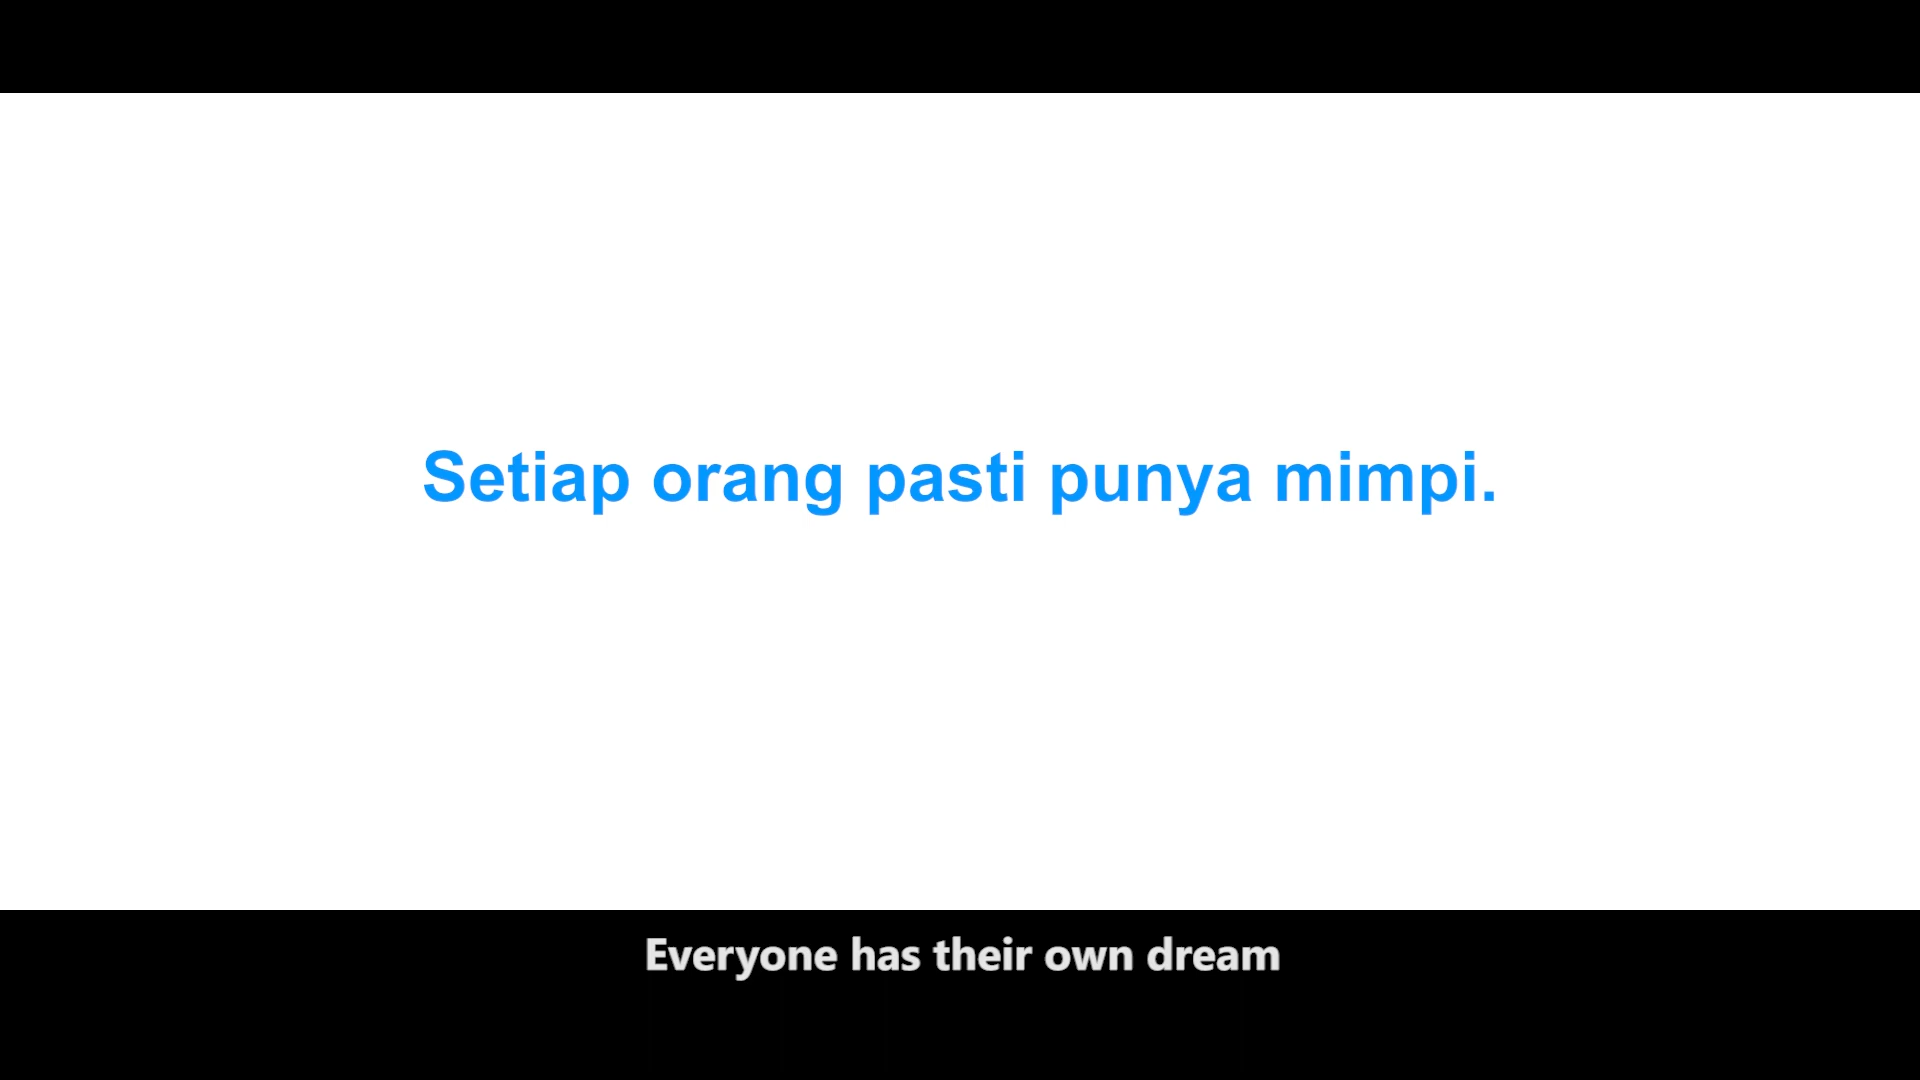 Setiap orang pasti punya mimpi.
Everyone has their own dream